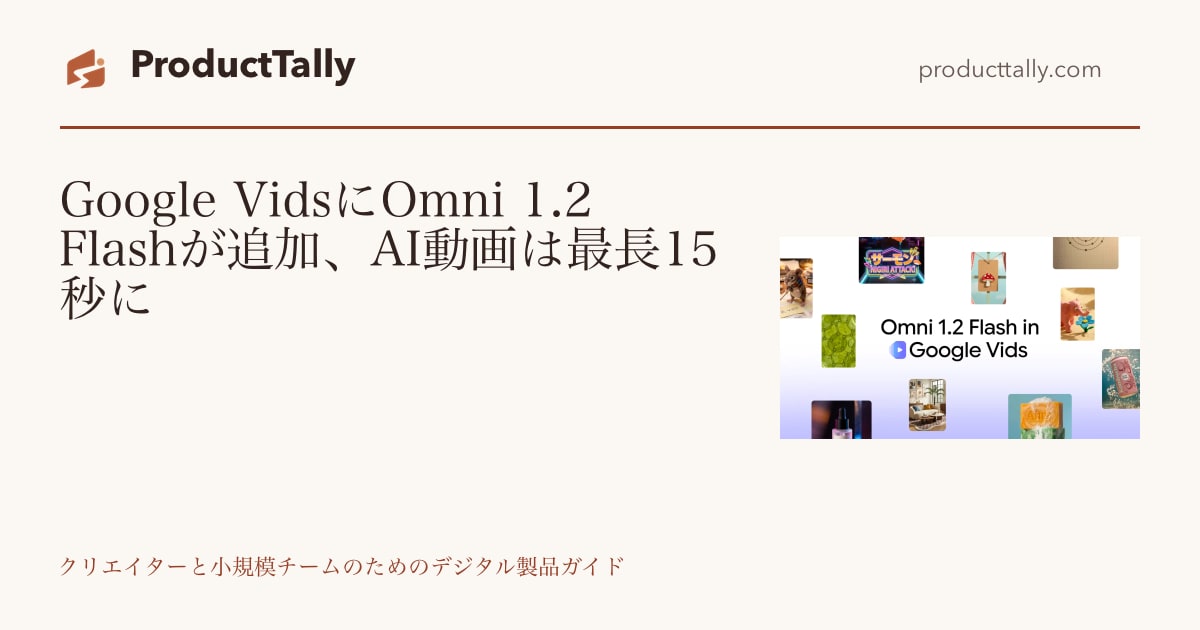 ProductTally
producttally.com
Google VidsにOmni 1.2
Flashが追加、AI動画は最長15
秒に
サーモン
NIGIRI ATTACK!
Omni 1.2 Flash in
Google Vids
クリエイターと小規模チームのためのデジタル製品ガイド